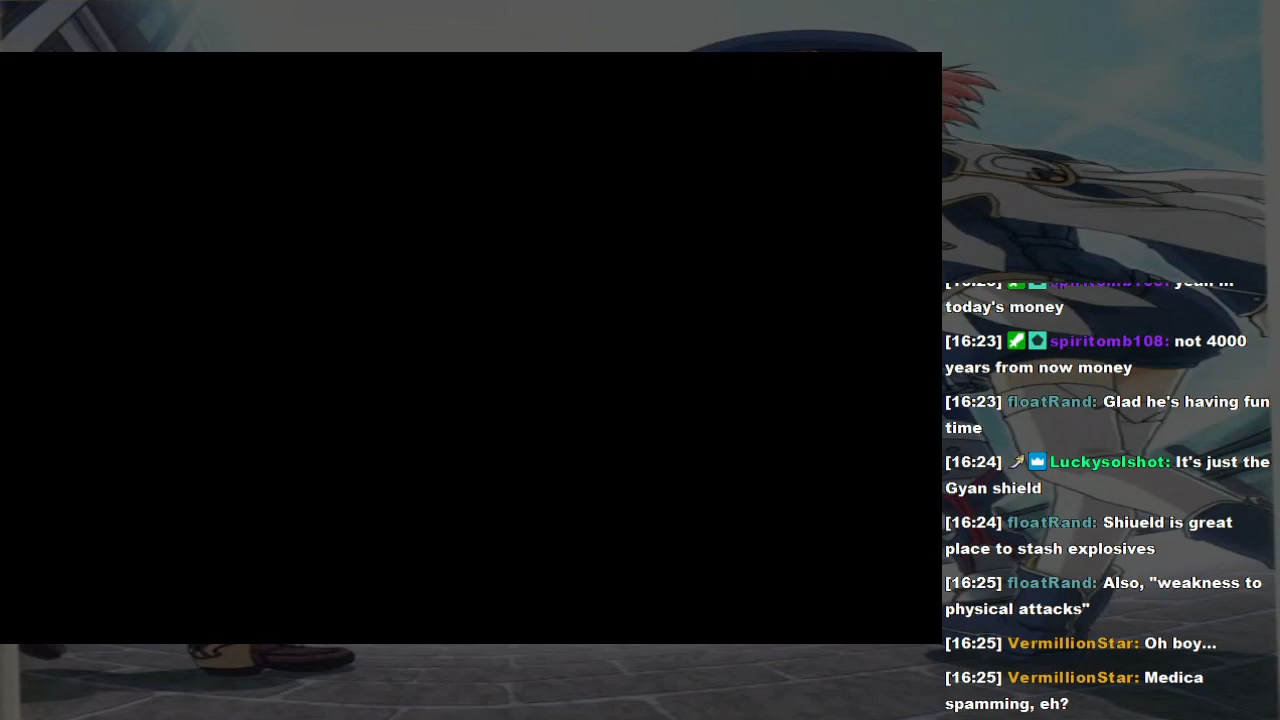 today's money
[16:23] spiritomb108: not 4000
years from now money
[16:23] floatRand: Glad he's having fun
time
[16:24] Luckysolshot: It's just the
Gyan shield
[16:24] floatRand: Shiueld is great
place to stash explosives
[16:25] floatRand: Also, "weakness to
physical attacks"
[16:25] VermillionStar: Oh boy...
[16:25] VermillionStar: Medica
spamming, eh?